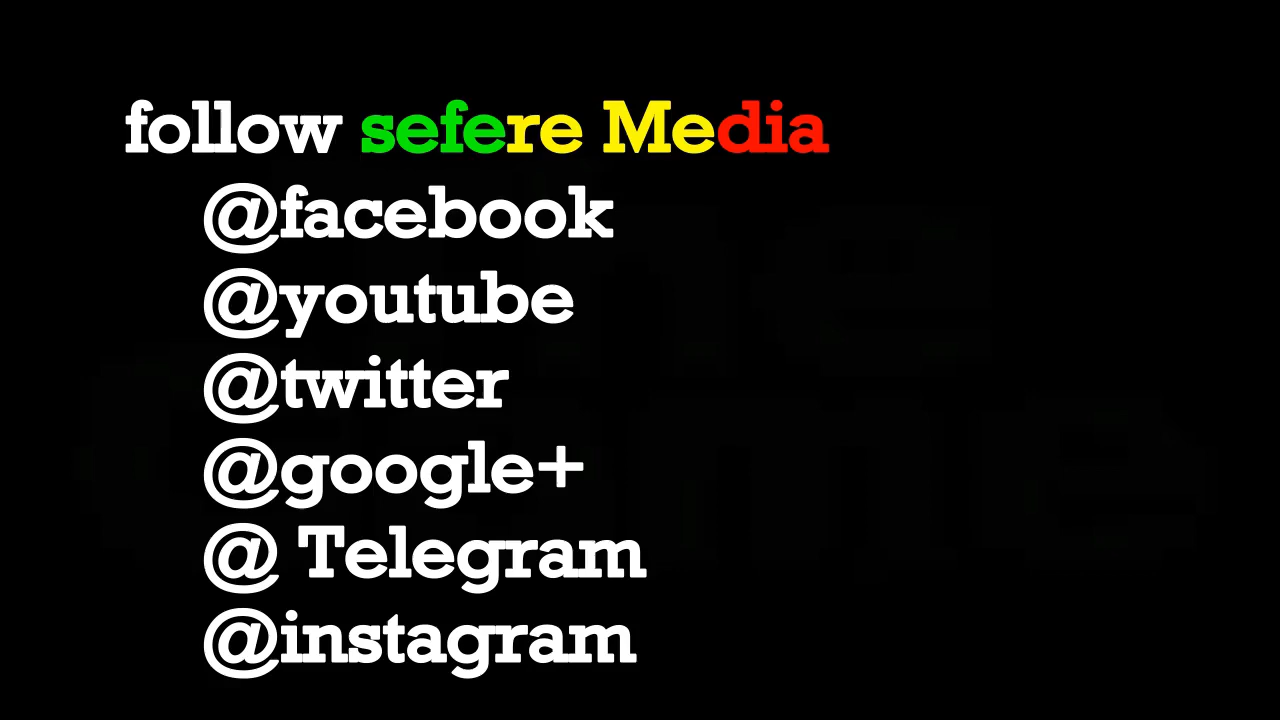 follow sefere Media
@facebook
@youtube
@twitter
@google+
@ Telegram
@instagram